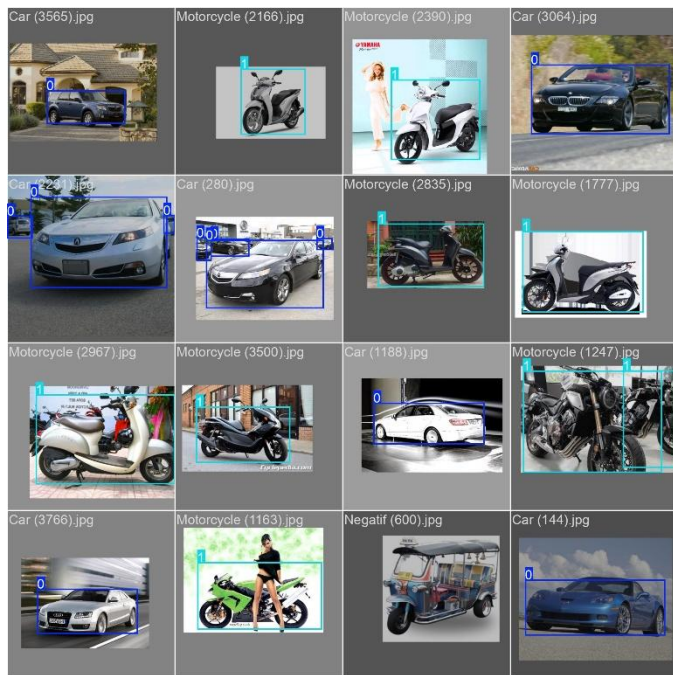 Car (3565).jpg
Motorcycle (2166).jpg
Motorcycle (2390).jpg
Car (3064).jpg
0
1
YAMAHA
1
0
Car (2231).jpg
Car (280).jpg
Motorcycle (2835).jpg
Motorcycle (1777).jpg
0
0
0
0
0
0
1
1
Motorcycle (2967).jpg
Motorcycle (3500).jpg
Car (1188).jpg
Motorcycle (1247).jpg
1
1
0
1
1
Car (3766).jpg
Motorcycle (1163).jpg
Negatif (600).jpg
Car (144).jpg
0
1
0